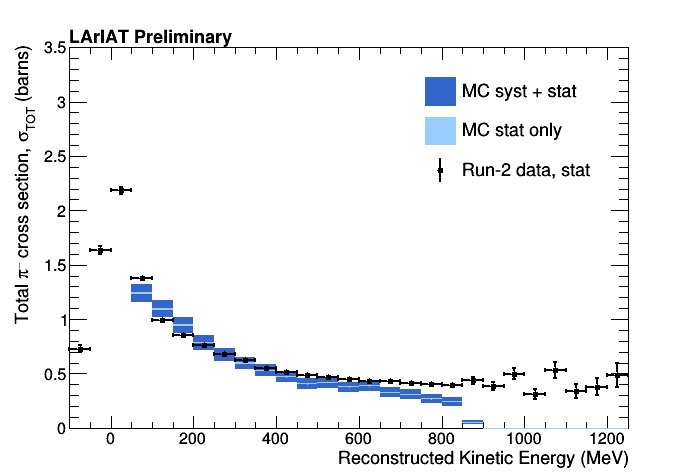 LArIAT Preliminary
Total π⁻ cross section, σ_TOT (barns)
3.5
3
2.5
2
1.5
1
0.5
0
MC syst + stat
MC stat only
Run-2 data, stat
0 200 400 600 800 1000 1200
Reconstructed Kinetic Energy (MeV)